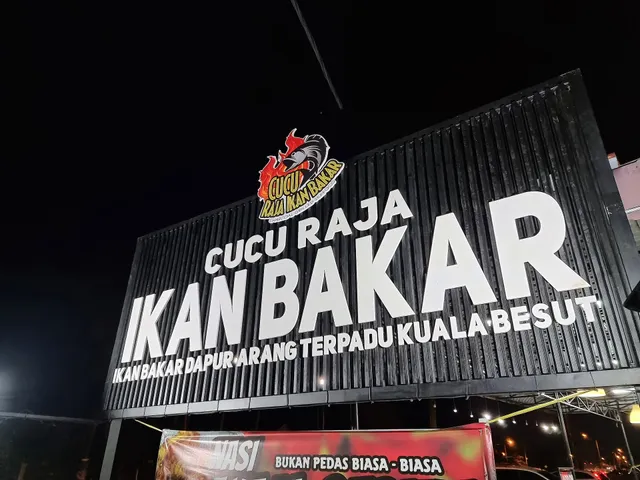 CUCU
RAJA IKAN BAKAR
CUCU RAJA
IKAN BAKAR
IKAN BAKAR DAPUR ARANG TERPADU KUALA BESUT
NASI
BUKAN PEDAS BIASA - BIASA